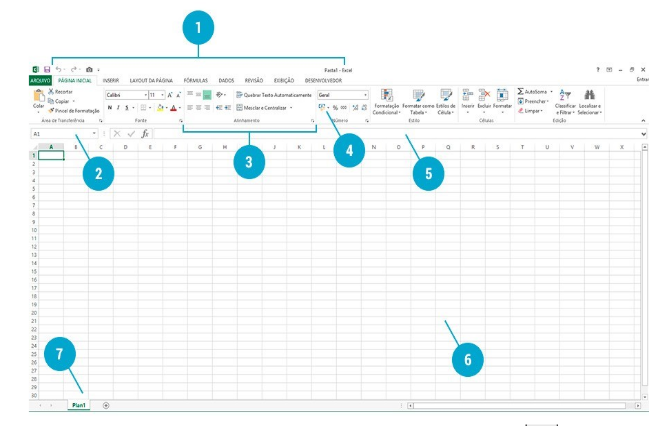 1
Pasta1 - Excel
ARQUIVO PÁGINA INICIAL INSERIR LAYOUT DA PÁGINA FÓRMULAS DADOS REVISÃO EXIBIÇÃO DESENVOLVEDOR Entrar
Colar
Recortar
Copiar
Pincel de Formatação
Área de Transferência
Calibri 11
N I S
Fonte
Quebrar Texto Automaticamente
Mesclar e Centralizar
Alinhamento
Geral
% 000
Número
Formatação Condicional
Formatar como Tabela
Estilos de Célula
Estilo
Inserir Excluir Formatar
Células
AutoSoma
Preencher
Limpar
Classificar e Filtrar
Localizar e Selecionar
Edição
A1 fx
2
3
4
5
A B C D E F G H J K L N O P Q R S T U V W X
1
2
3
4
5
6
7
8
9
10
11
12
13
14
15
16
17
18
19
20
21
22
23
24
25
26
27
28
29
30
6
7
Plan1